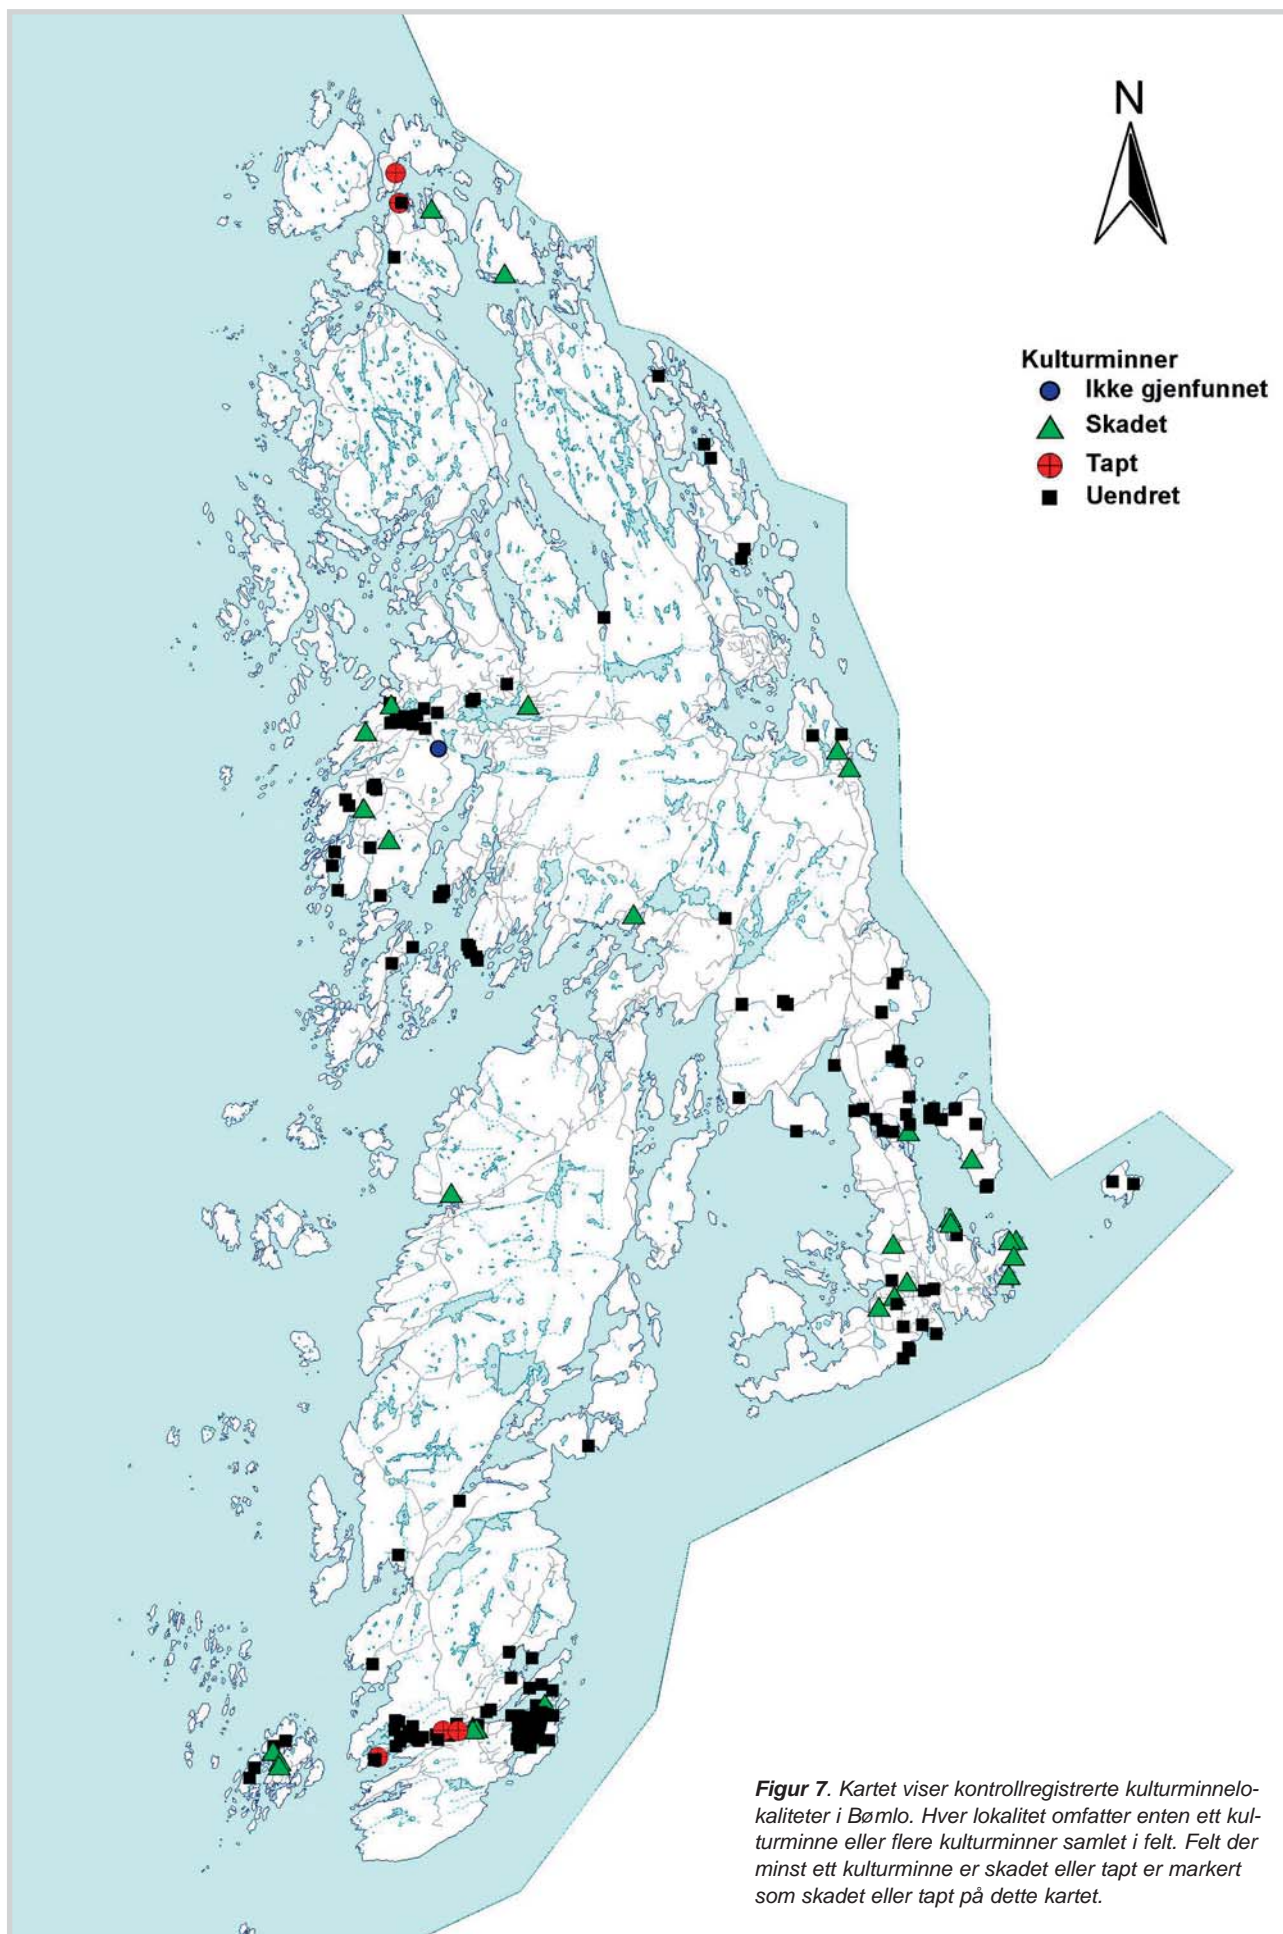 N
Kulturminner
Ikke gjenfunnet
Skadet
Tapt
Uendret
Figur 7. Kartet viser kontrollregistrerte kulturminnelo-
kaliteter i Bømlo. Hver lokalitet omfatter enten ett kul-
turminne eller flere kulturminner samlet i felt. Felt der
minst ett kulturminne er skadet eller tapt er markert
som skadet eller tapt på dette kartet.